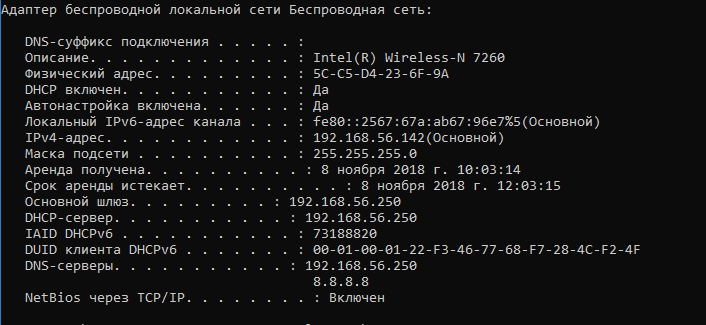 Адаптер беспроводной локальной сети Беспроводная сеть:
DNS-суффикс подключения . . . . . :
Описание. . . . . . . . . . . . . : Intel(R) Wireless-N 7260
Физический адрес. . . . . . . . . : 5C-C5-D4-23-6F-9A
DHCP включен. . . . . . . . . . . : Да
Автонастройка включена. . . . . . : Да
Локальный IPv6-адрес канала . . . : fe80::2567:67a:ab67:96e7%5(Основной)
IPv4-адрес. . . . . . . . . . . . : 192.168.56.142(Основной)
Маска подсети . . . . . . . . . . : 255.255.255.0
Аренда получена. . . . . . . . . . : 8 ноября 2018 г. 10:03:14
Срок аренды истекает. . . . . . . . . . : 8 ноября 2018 г. 12:03:15
Основной шлюз. . . . . . . . . : 192.168.56.250
DHCP-сервер. . . . . . . . . . . : 192.168.56.250
IAID DHCPv6 . . . . . . . . . . . : 73188820
DUID клиента DHCPv6 . . . . . . . : 00-01-00-01-22-F3-46-77-68-F7-28-4C-F2-4F
DNS-серверы. . . . . . . . . . . : 192.168.56.250
8.8.8.8
NetBios через TCP/IP. . . . . . . . : Включен